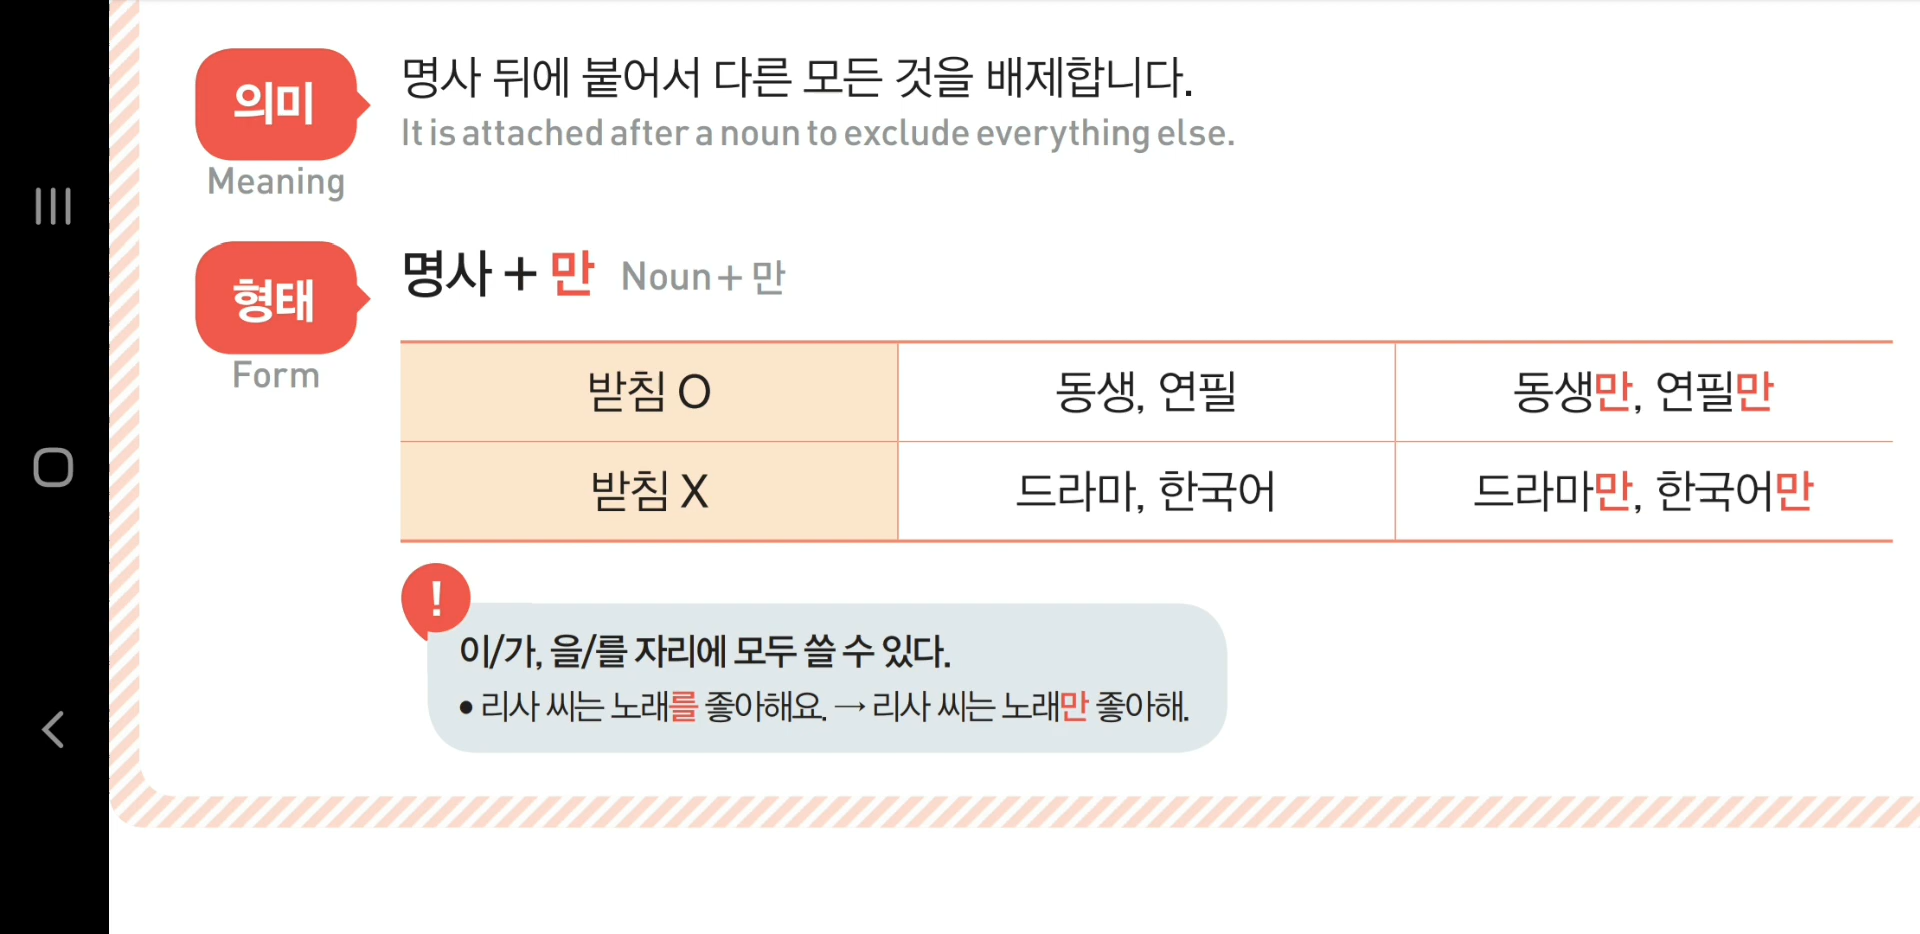 의미
Meaning
명사 뒤에 붙어서 다른 모든 것을 배제합니다.
It is attached after a noun to exclude everything else.
형태
Form
명사 + 만 Noun + 만
받침 O 동생, 연필 동생만, 연필만
받침 X 드라마, 한국어 드라마만, 한국어만
!
이/가, 을/를 자리에 모두 쓸 수 있다.
• 리사 씨는 노래를 좋아해요. → 리사 씨는 노래만 좋아해.